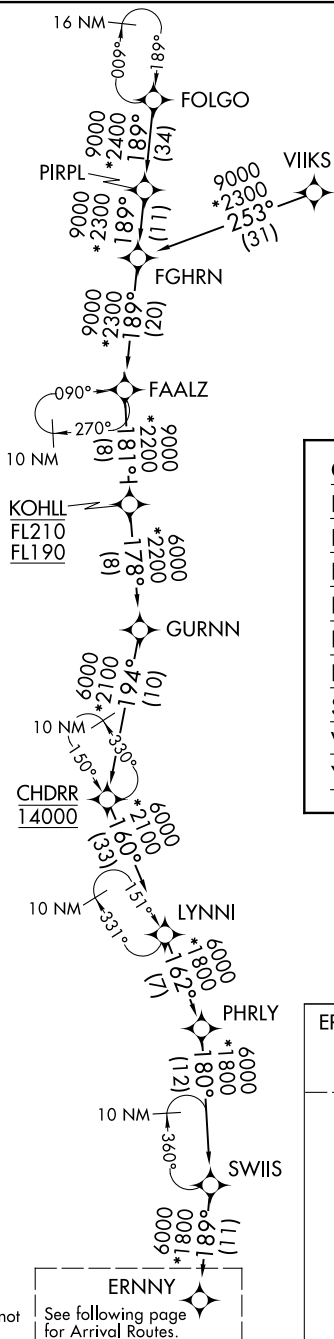 16 NM
009°
189°
FOLGO
9000
*2400
189°
(34)
PIRPL
VIIKS
9000
*2300
253°
(31)
9000
*2300
189°
(11)
FGHRN
9000
*2300
189°
(20)
FAALZ
090°
270°
10 NM
9000
*2200
181°
(8)
KOHLL
FL210
FL190
6000
*2200
178°
(8)
GURNN
6000
*2100
194°
(10)
10 NM
330°
150°
CHDRR
14000
6000
*2100
160°
(33)
10 NM
151°
331°
LYNNI
6000
*1800
162°
(7)
PHRLY
6000
*1800
180°
(12)
10 NM
360°
SWIIS
6000
*1800
189°
(11)
ERNNY
See following page
for Arrival Routes.
not